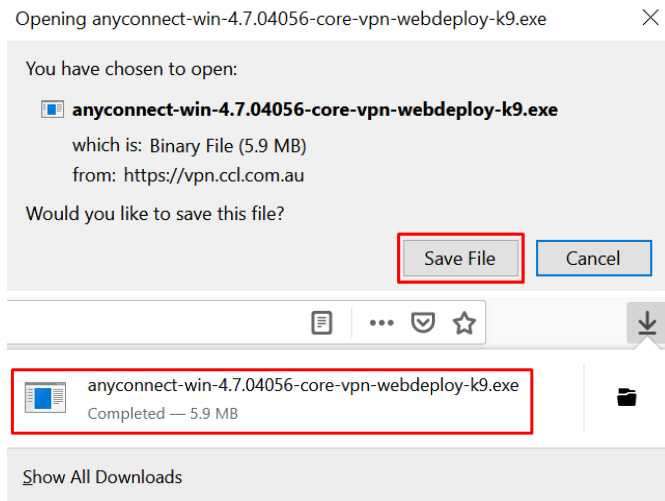 Opening anyconnect-win-4.7.04056-core-vpn-webdeploy-k9.exe
You have chosen to open:
anyconnect-win-4.7.04056-core-vpn-webdeploy-k9.exe
which is: Binary File (5.9 MB)
from: https://vpn.ccl.com.au
Would you like to save this file?
Save File Cancel
anyconnect-win-4.7.04056-core-vpn-webdeploy-k9.exe
Completed — 5.9 MB
Show All Downloads